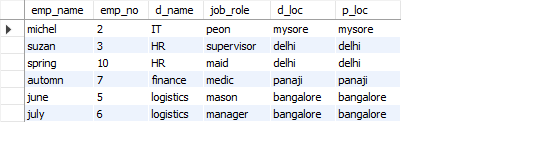 emp_name emp_no d_name job_role d_loc p_loc
michel 2 IT peon mysore mysore
suzan 3 HR supervisor delhi delhi
spring 10 HR maid delhi delhi
automn 7 finance medic panaji panaji
june 5 logistics mason bangalore bangalore
july 6 logistics manager bangalore bangalore